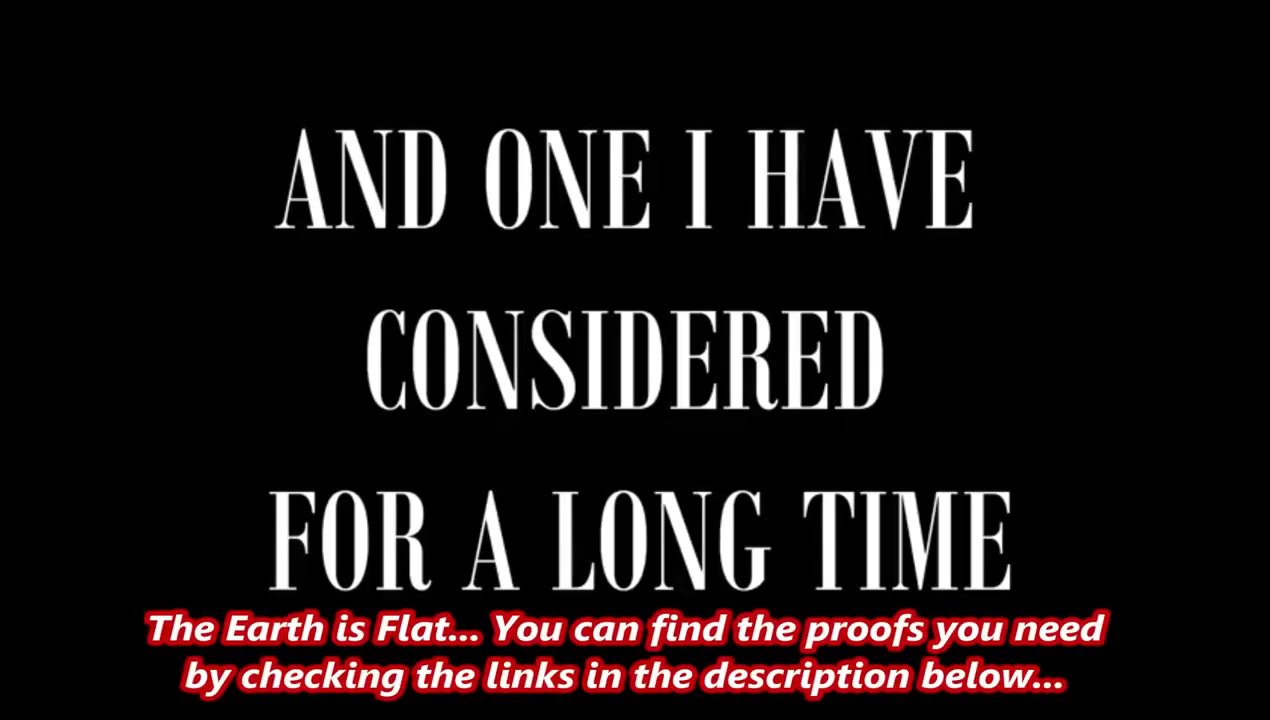 AND ONE I HAVE
CONSIDERED
FOR A LONG TIME
The Earth is Flat... You can find the proofs you need
by checking the links in the description below...